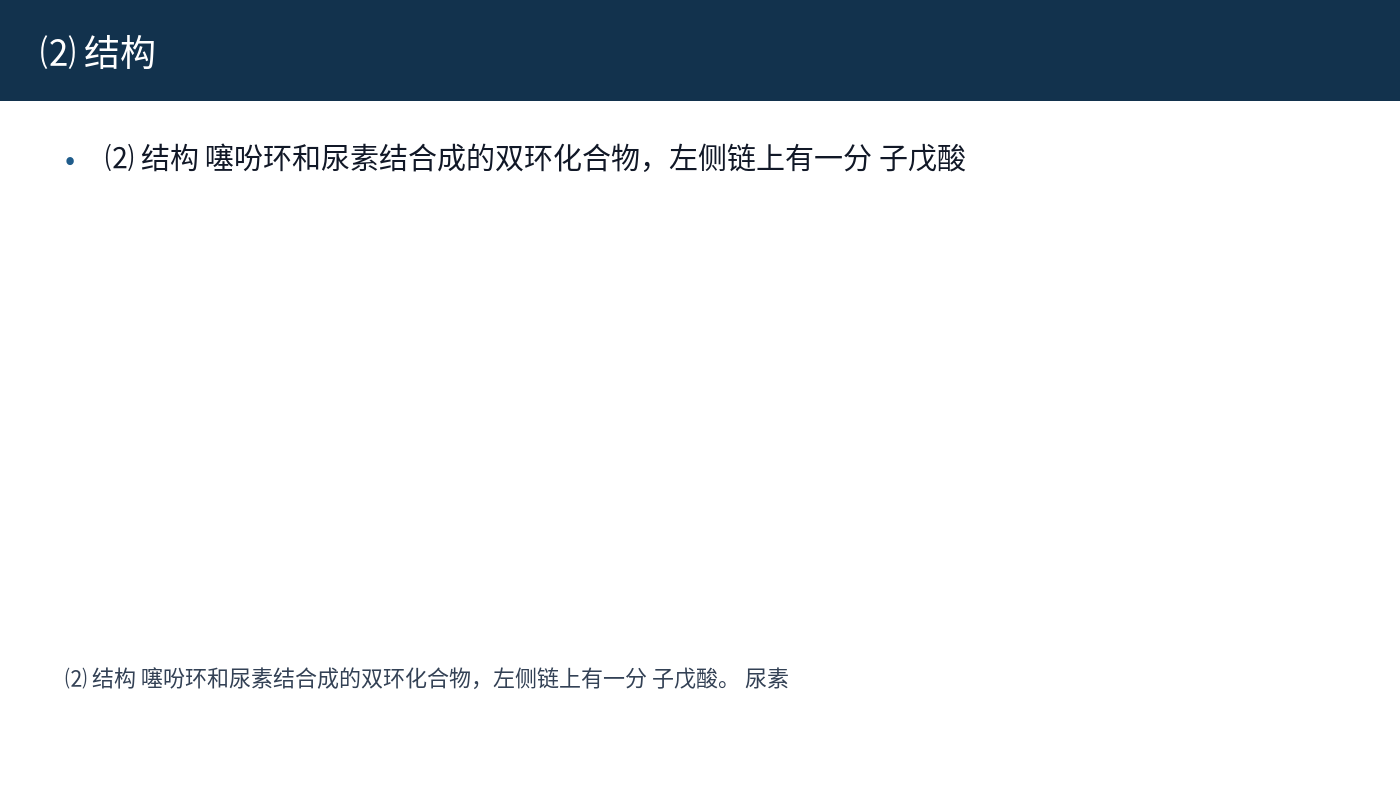 ⑵ 结构
• ⑵ 结构 噻吩环和尿素结合成的双环化合物，左侧链上有一分 子戊酸
⑵ 结构 噻吩环和尿素结合成的双环化合物，左侧链上有一分 子戊酸。 尿素